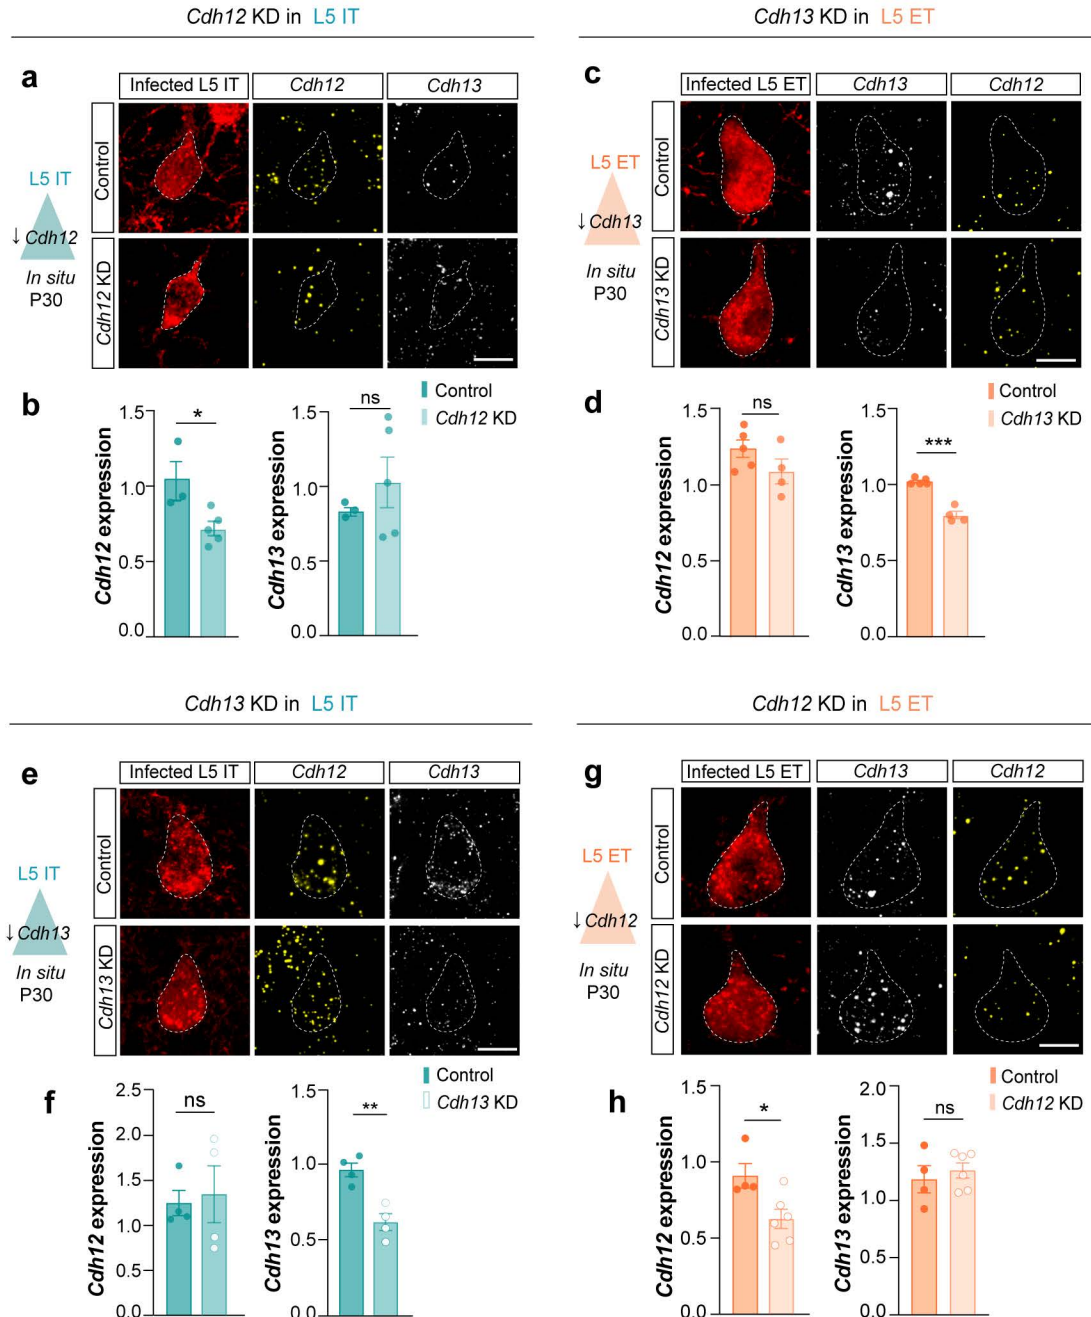 Cdh12 KD in L5 IT
Cdh13 KD in L5 ET
a
Infected L5 IT Cdh12 Cdh13
Control
L5 IT
↓ Cdh12
In situ
P30
Cdh12 KD
c
Infected L5 ET Cdh13 Cdh12
Control
L5 ET
↓ Cdh13
In situ
P30
Cdh13 KD
b
Control
Cdh12 KD
Cdh12 expression
1.5
1.0
0.5
0.0
*
Cdh13 expression
1.5
1.0
0.5
0.0
ns
d
Control
Cdh13 KD
Cdh12 expression
1.5
1.0
0.5
0.0
ns
Cdh13 expression
1.5
1.0
0.5
0.0
***
Cdh13 KD in L5 IT
Cdh12 KD in L5 ET
e
Infected L5 IT Cdh12 Cdh13
Control
L5 IT
↓ Cdh13
In situ
P30
Cdh13 KD
g
Infected L5 ET Cdh13 Cdh12
Control
L5 ET
↓ Cdh12
In situ
P30
Cdh12 KD
f
Control
Cdh13 KD
Cdh12 expression
2.5
2.0
1.5
1.0
0.5
0.0
ns
Cdh13 expression
1.5
1.0
0.5
0.0
**
h
Control
Cdh12 KD
Cdh12 expression
1.5
1.0
0.5
0.0
*
Cdh13 expression
2.0
1.5
1.0
0.5
0.0
ns